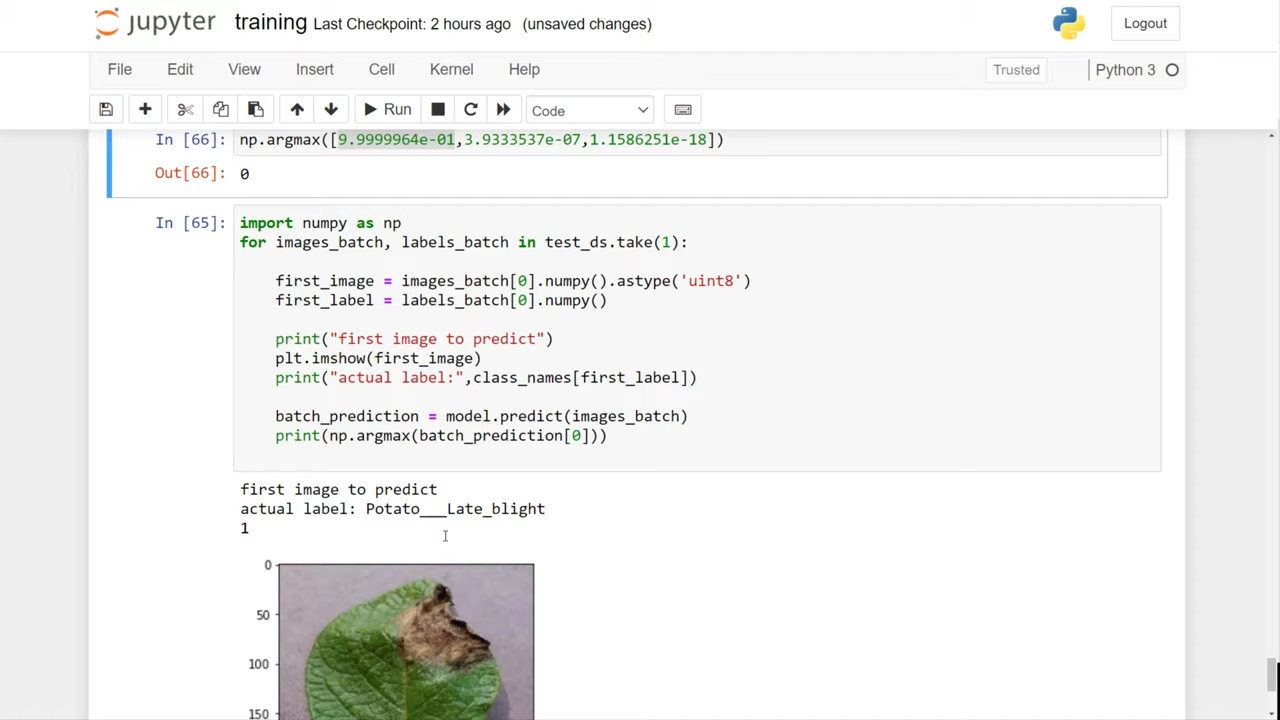 jupyter training Last Checkpoint: 2 hours ago (unsaved changes) Logout
File Edit View Insert Cell Kernel Help Trusted Python 3
Run Code
In [66]: np.argmax([9.9999964e-01,3.9333537e-07,1.1586251e-18])
Out[66]: 0
In [65]: import numpy as np
for images_batch, labels_batch in test_ds.take(1):
first_image = images_batch[0].numpy().astype('uint8')
first_label = labels_batch[0].numpy()
print("first image to predict")
plt.imshow(first_image)
print("actual label:",class_names[first_label])
batch_prediction = model.predict(images_batch)
print(np.argmax(batch_prediction[0]))
first image to predict
actual label: Potato___Late_blight
1
0
50
100
150